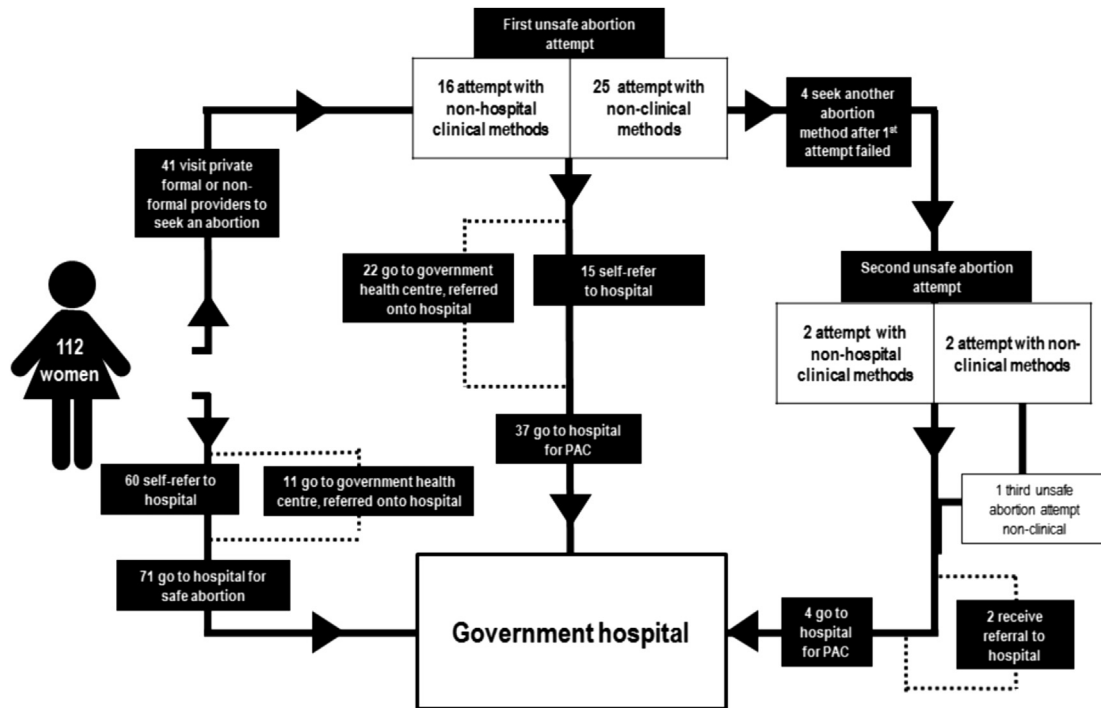 First unsafe abortion
attempt
16 attempt with
non-hospital
clinical methods
25 attempt with
non-clinical
methods
4 seek another
abortion
method after 1st
attempt failed
41 visit private
formal or non-
formal providers to
seek an abortion
22 go to government
health centre, referred
onto hospital
15 self-refer
to hospital
Second unsafe abortion
attempt
2 attempt with
non-hospital
clinical methods
2 attempt with non-
clinical methods
112
women
37 go to hospital
for PAC
60 self-refer to
hospital
11 go to government health
centre, referred onto hospital
1 third unsafe
abortion attempt
non-clinical
71 go to hospital for
safe abortion
Government hospital
4 go to
hospital
for PAC
2 receive
referral to
hospital